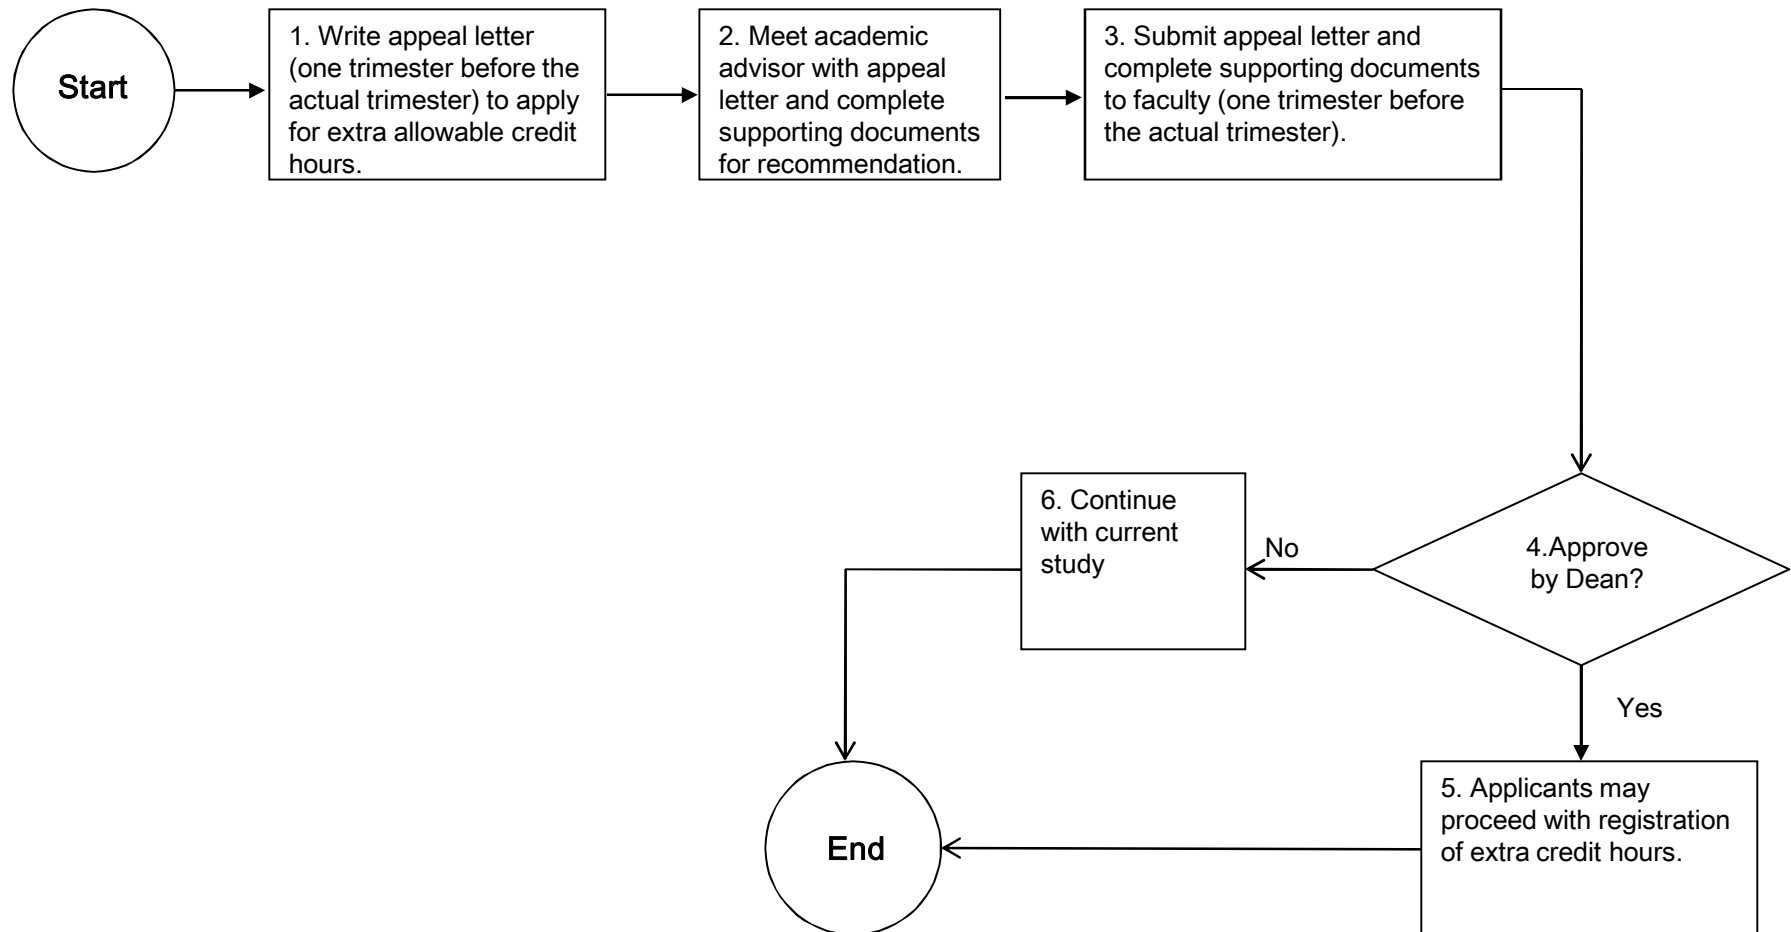 Start
1. Write appeal letter
(one trimester before the
actual trimester) to apply
for extra allowable credit
hours.
2. Meet academic
advisor with appeal
letter and complete
supporting documents
for recommendation.
3. Submit appeal letter and
complete supporting documents
to faculty (one trimester before
the actual trimester).
4.Approve
by Dean?
No
6. Continue
with current
study
Yes
5. Applicants may
proceed with registration
of extra credit hours.
End